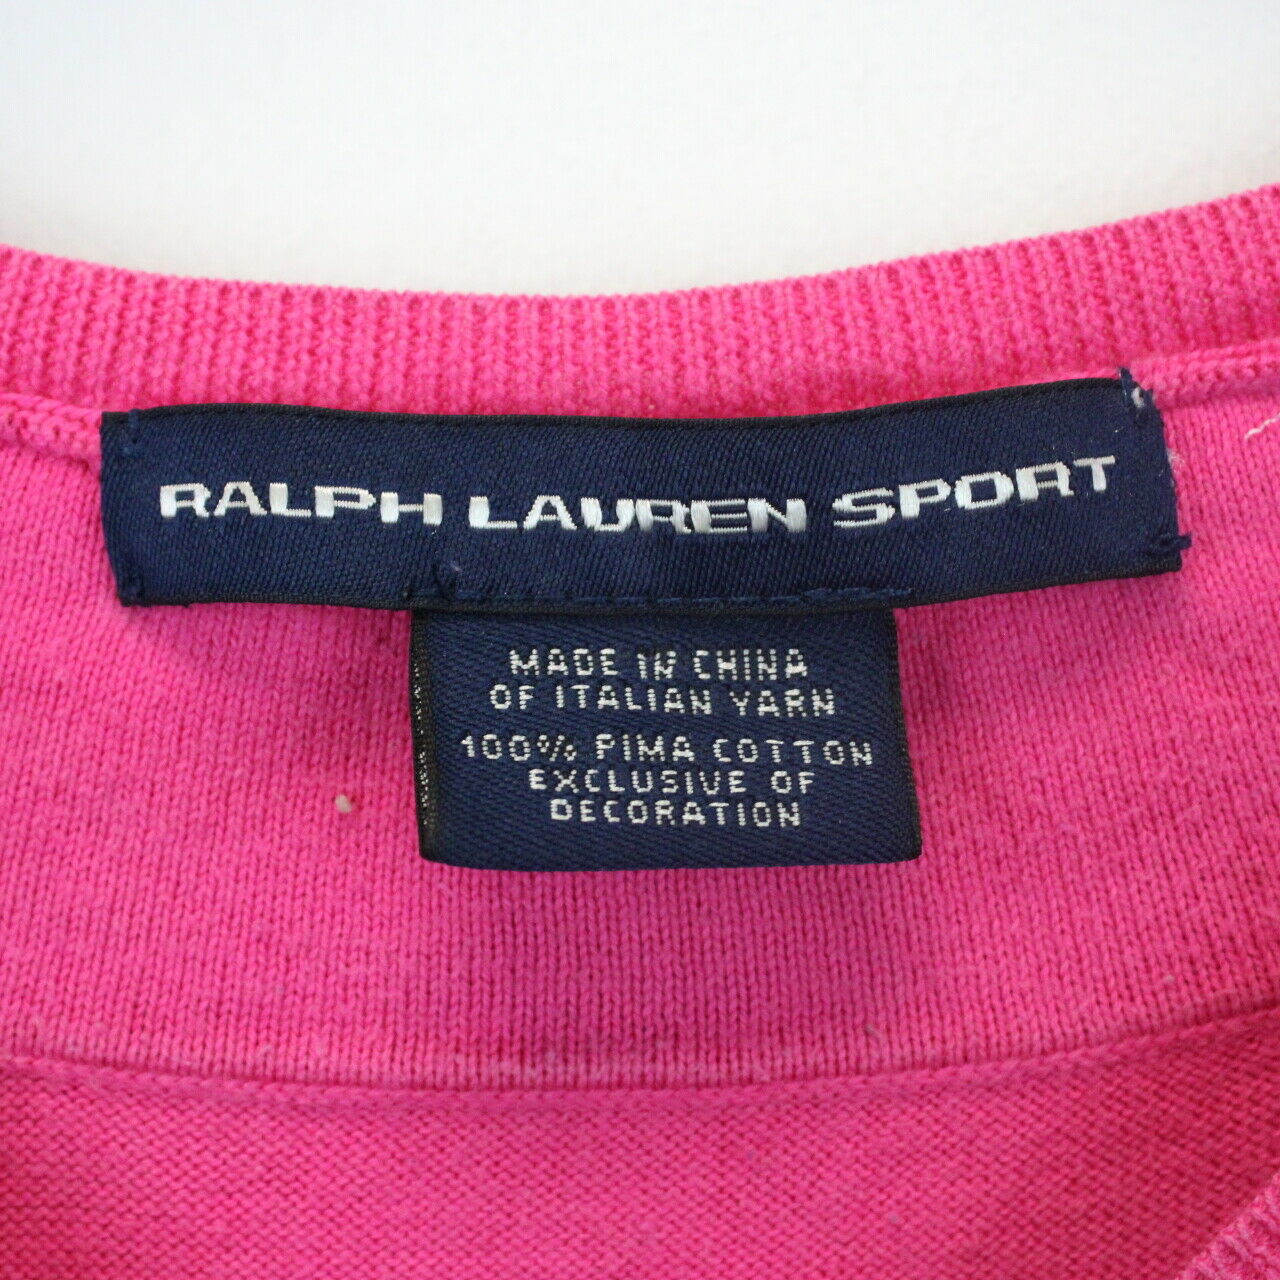 RALPH LAUREN SPORT
MADE IN CHINA
OF ITALIAN YARN
100% PIMA COTTON
EXCLUSIVE OF
DECORATION